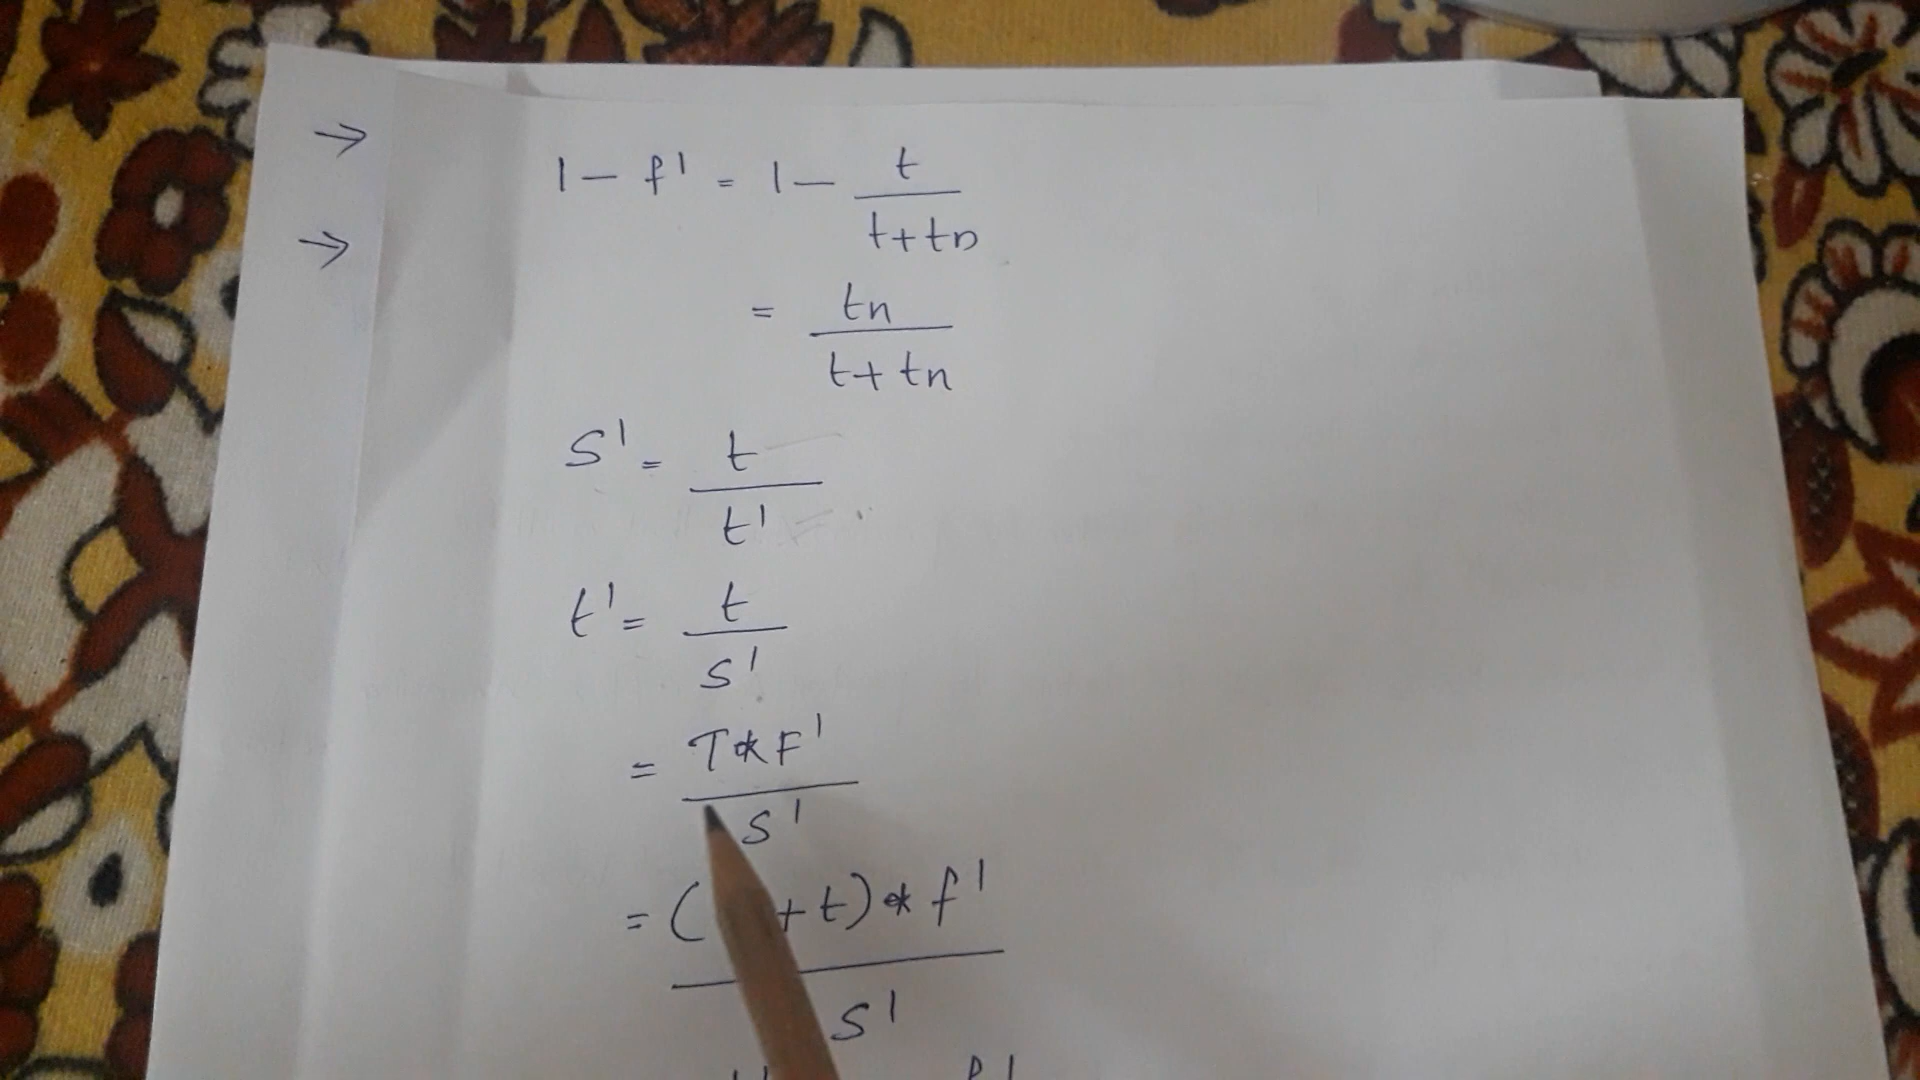 →
1 - f' = 1 - t / t + tn
→
= tn / t + tn
S' = t / t'
t' = t / s'
= T * F' / s'
= ( + t) * f' / s'
f'